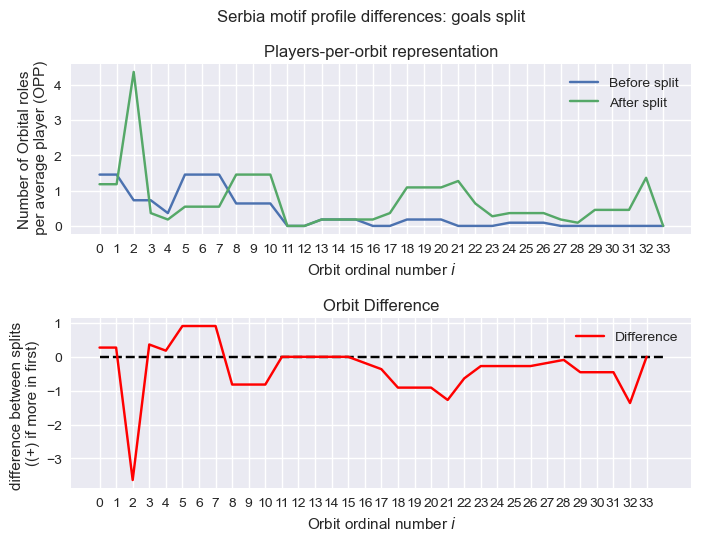 Serbia motif profile differences: goals split
Players-per-orbit representation
Number of Orbital roles
per average player (OPP)
4
3
2
1
0
Before split
After split
0 1 2 3 4 5 6 7 8 9 10 11 12 13 14 15 16 17 18 19 20 21 22 23 24 25 26 27 28 29 30 31 32 33
Orbit ordinal number i
Orbit Difference
difference between splits
((+) if more in first)
1
0
−1
−2
−3
Difference
0 1 2 3 4 5 6 7 8 9 10 11 12 13 14 15 16 17 18 19 20 21 22 23 24 25 26 27 28 29 30 31 32 33
Orbit ordinal number i